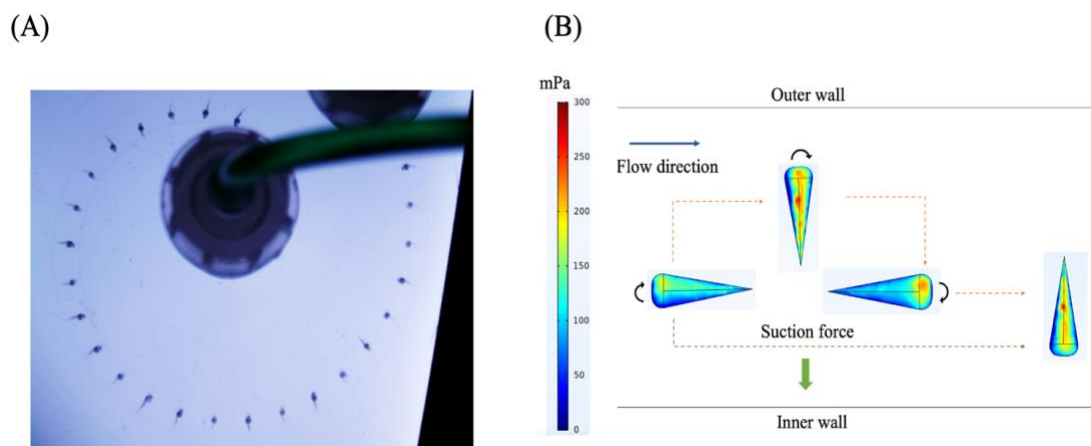 (A)
(B)
mPa
300
250
200
150
100
50
0
Outer wall
Flow direction
Suction force
Inner wall